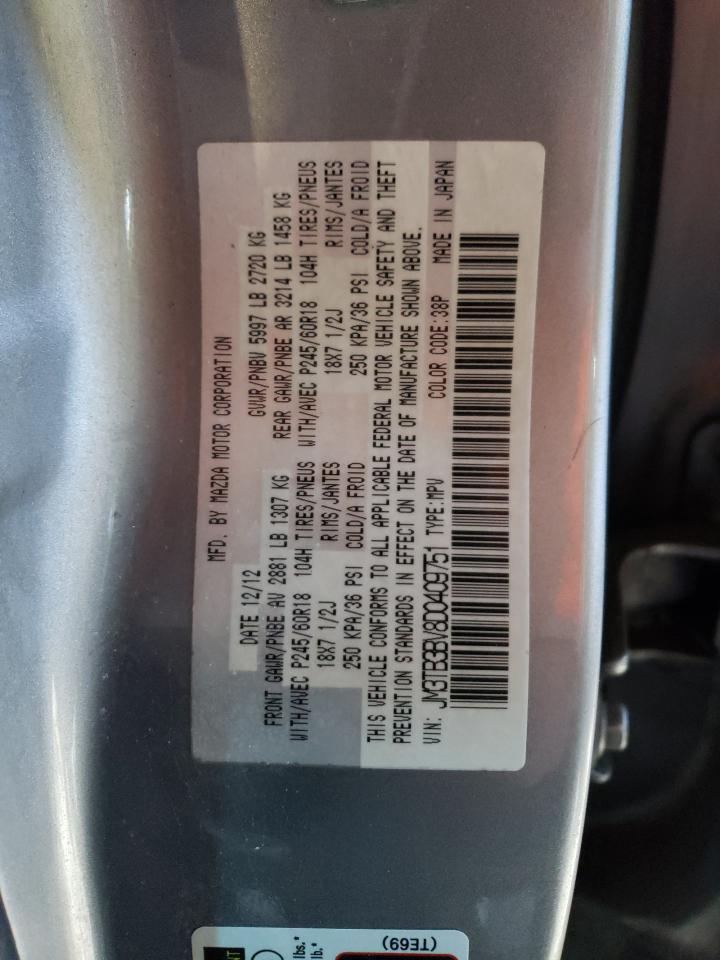 MFD. BY MAZDA MOTOR CORPORATION
DATE 12/12 GVWR/PNBV 5997 LB 2720 KG
FRONT GAWR/PNBE AV 2881 LB 1307 KG REAR GAWR/PNBE AR 3214 LB 1458 KG
WITH/AVEC P245/60R18 104H TIRES/PNEUS WITH/AVEC P245/60R18 104H TIRES/PNEUS
18X7 1/2J RIMS/JANTES 18X7 1/2J RIMS/JANTES
250 KPA/36 PSI COLD/A FROID 250 KPA/36 PSI COLD/A FROID
THIS VEHICLE CONFORMS TO ALL APPLICABLE FEDERAL MOTOR VEHICLE SAFETY AND THEFT
PREVENTION STANDARDS IN EFFECT ON THE DATE OF MANUFACTURE SHOWN ABOVE.
VIN: JM3TB3BV8D0409751 TYPE:MPV COLOR CODE:38P MADE IN JAPAN
lbs.*
lb.*
(TE69)